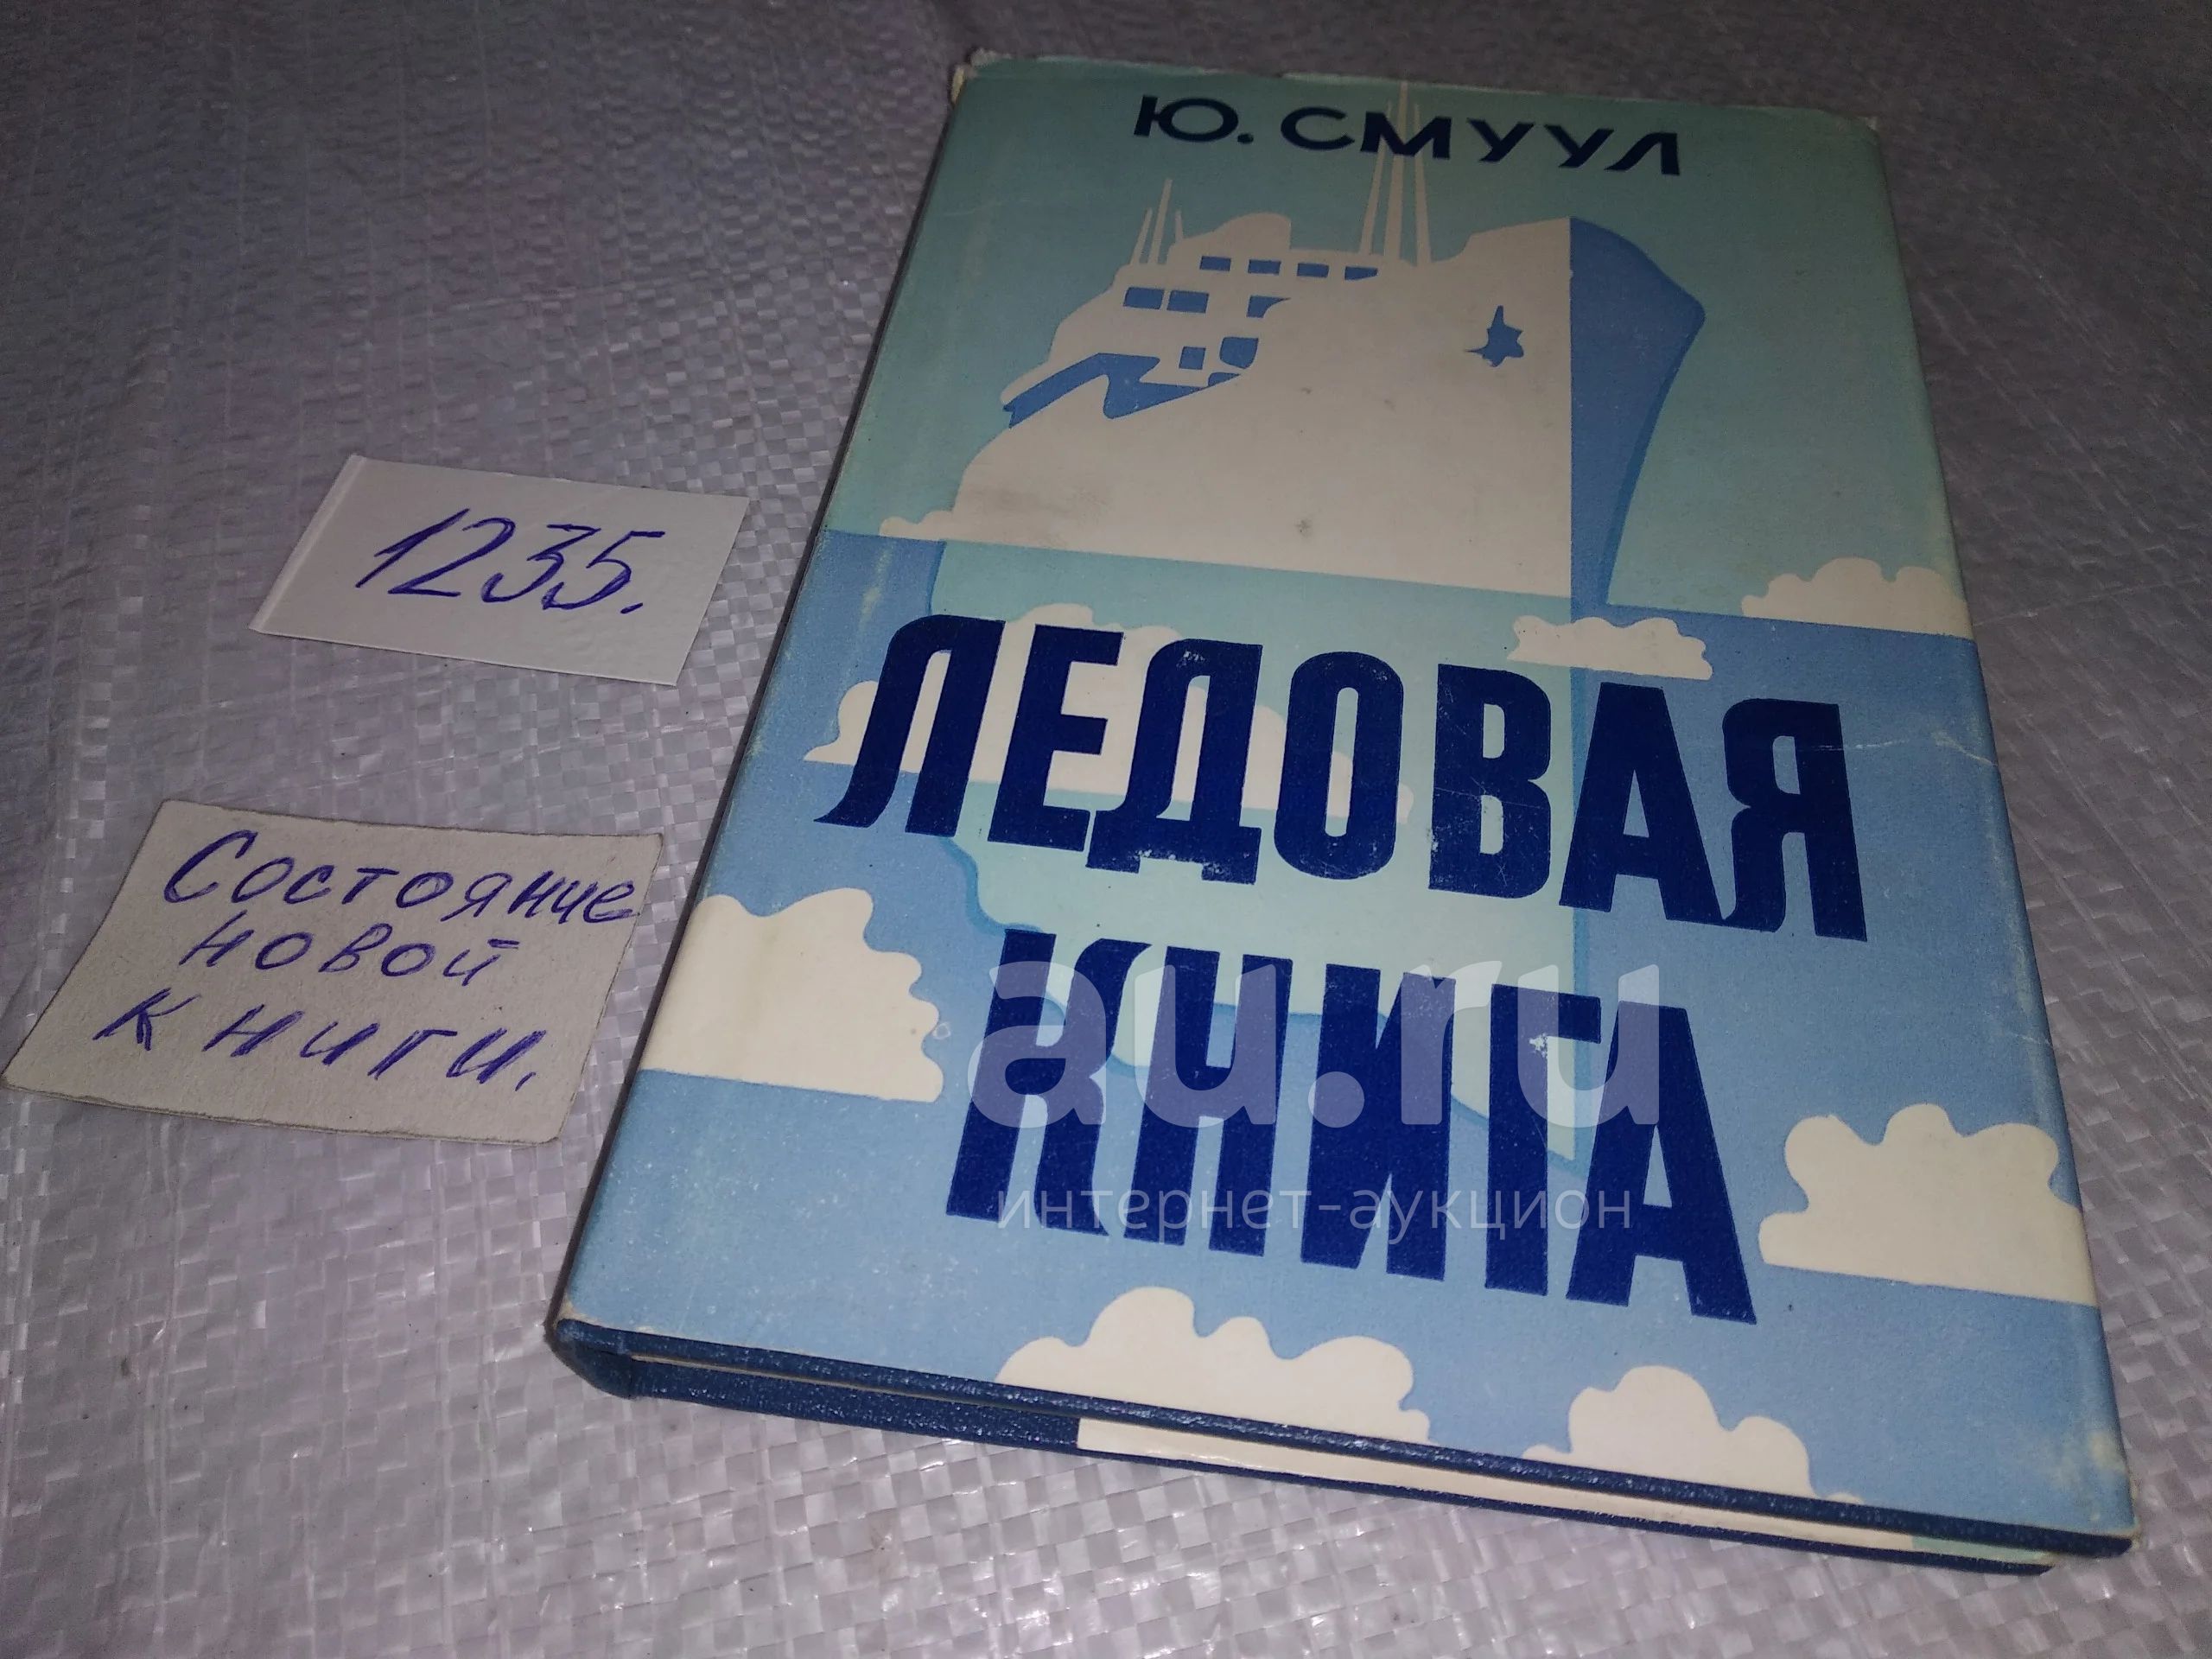 Ю. СМУУЛ
1235.
ЛЕДОВАЯ
КНИГА
Состояние
новой
книги.
au.ru
интернет-аукцион